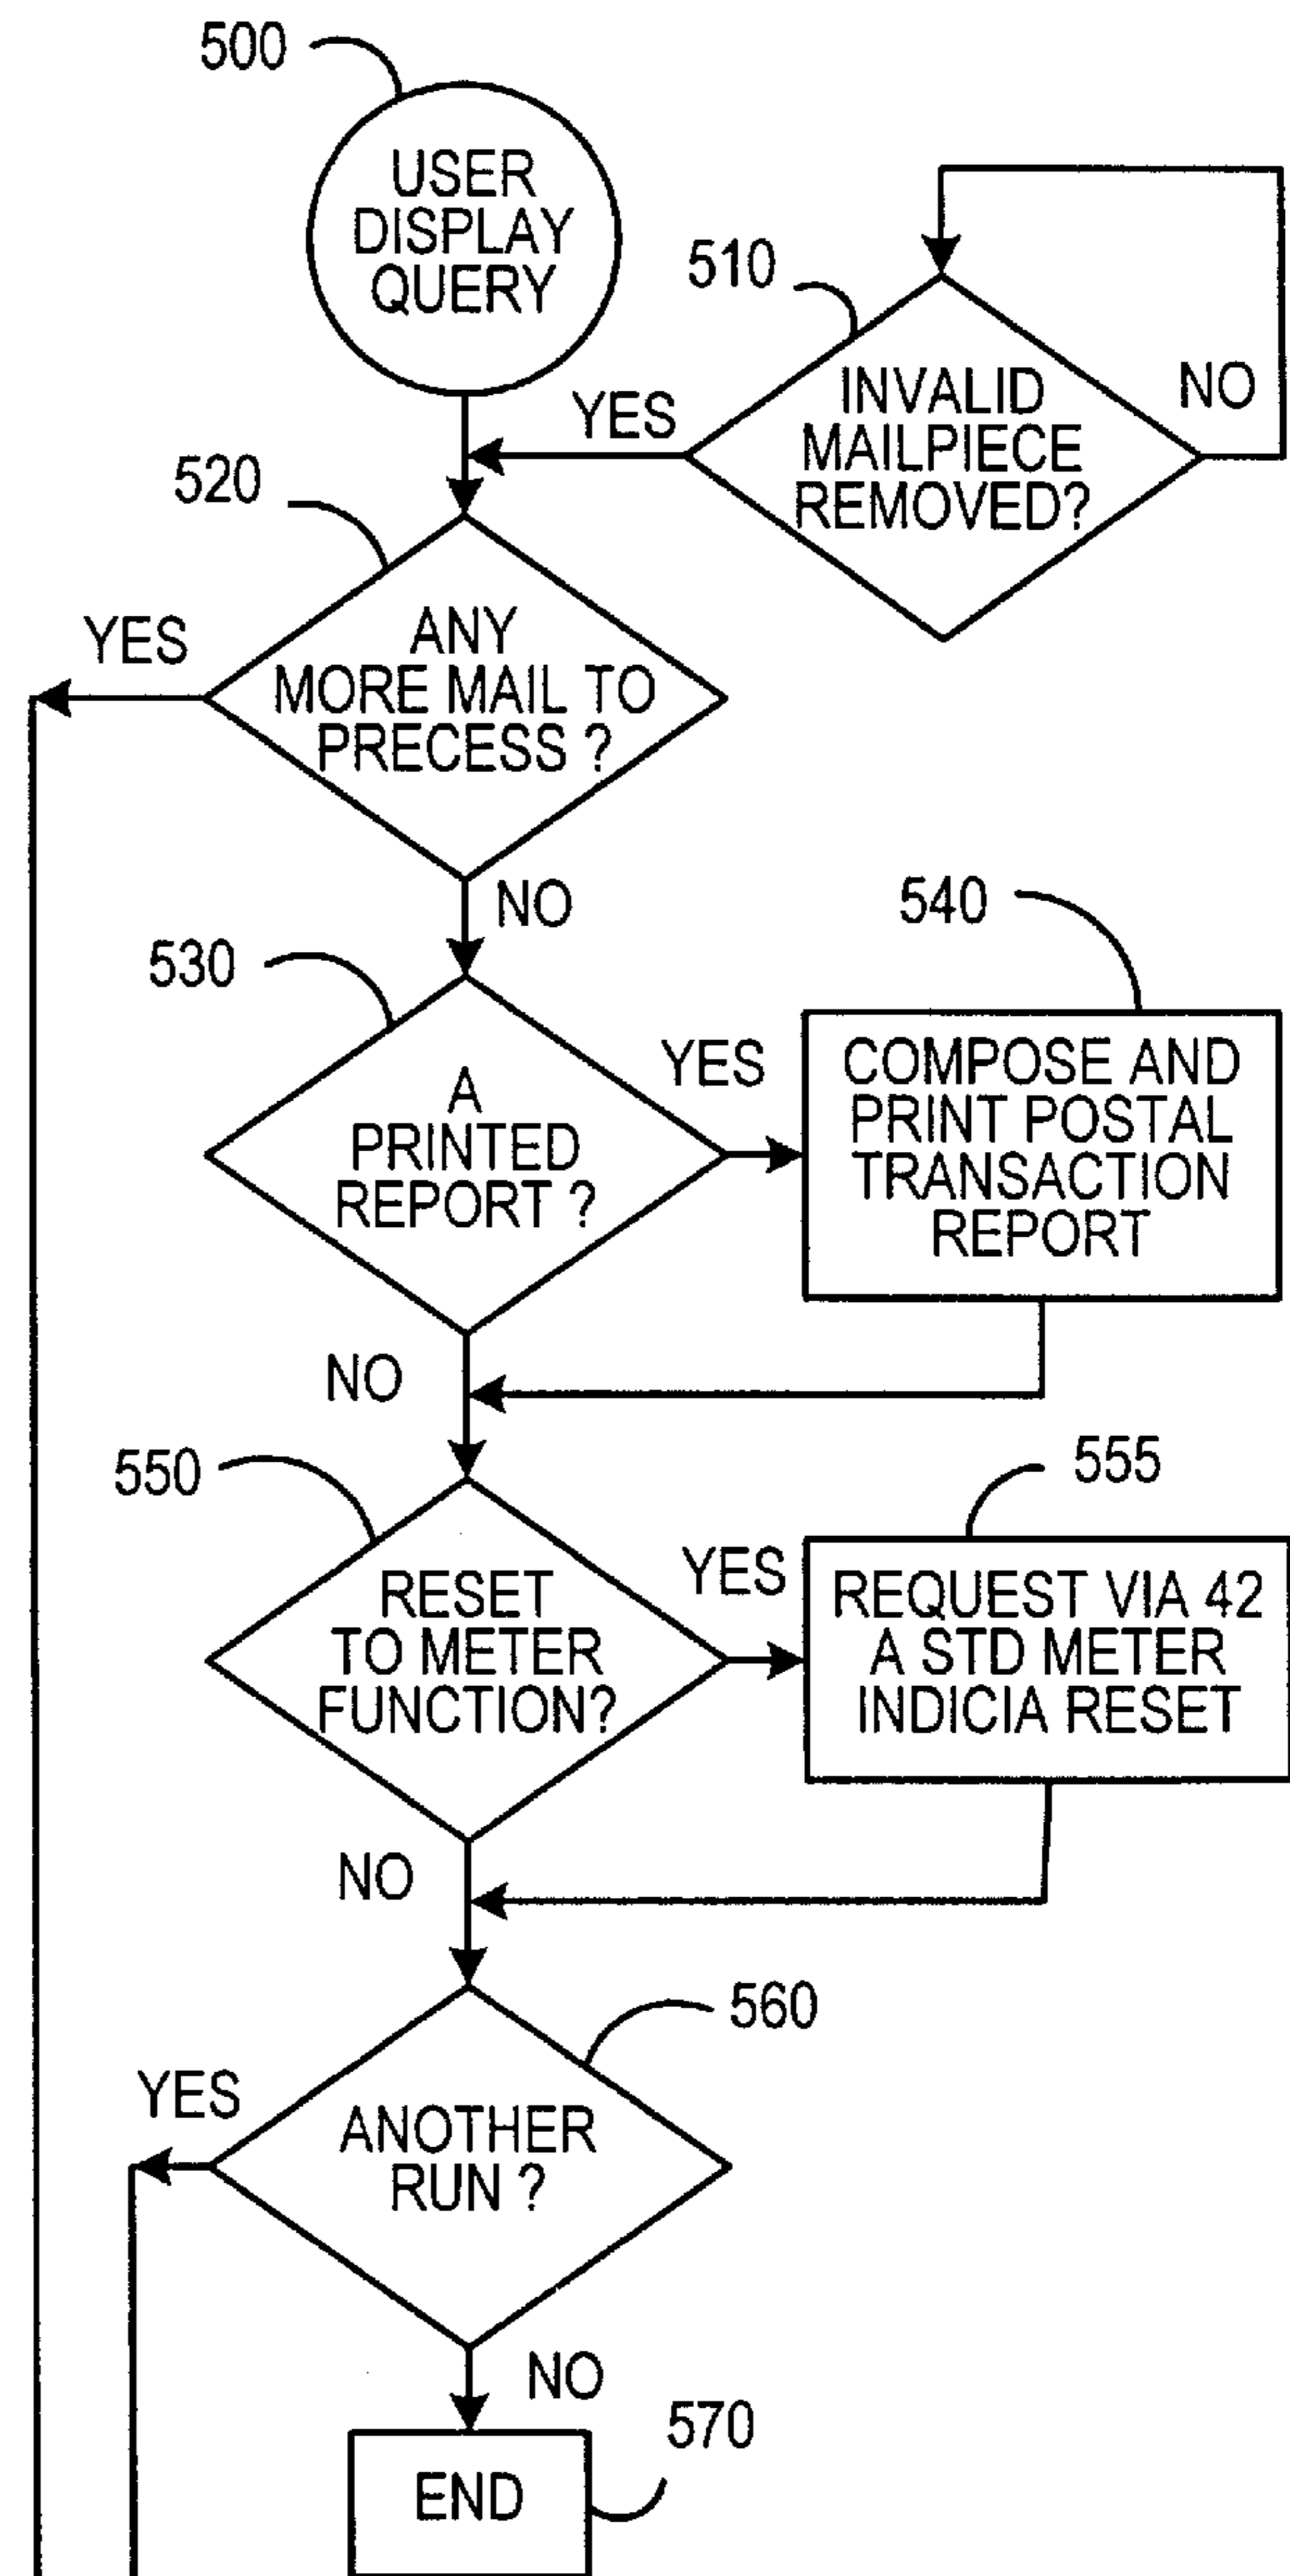 500
USER
DISPLAY
QUERY
510
INVALID
MAILPIECE
REMOVED?
NO
YES
520
ANY
MORE MAIL TO
PRECESS ?
YES
NO
530
A
PRINTED
REPORT ?
YES
540
COMPOSE AND
PRINT POSTAL
TRANSACTION
REPORT
NO
550
RESET
TO METER
FUNCTION?
YES
555
REQUEST VIA 42
A STD METER
INDICIA RESET
NO
560
ANOTHER
RUN ?
YES
NO
570
END